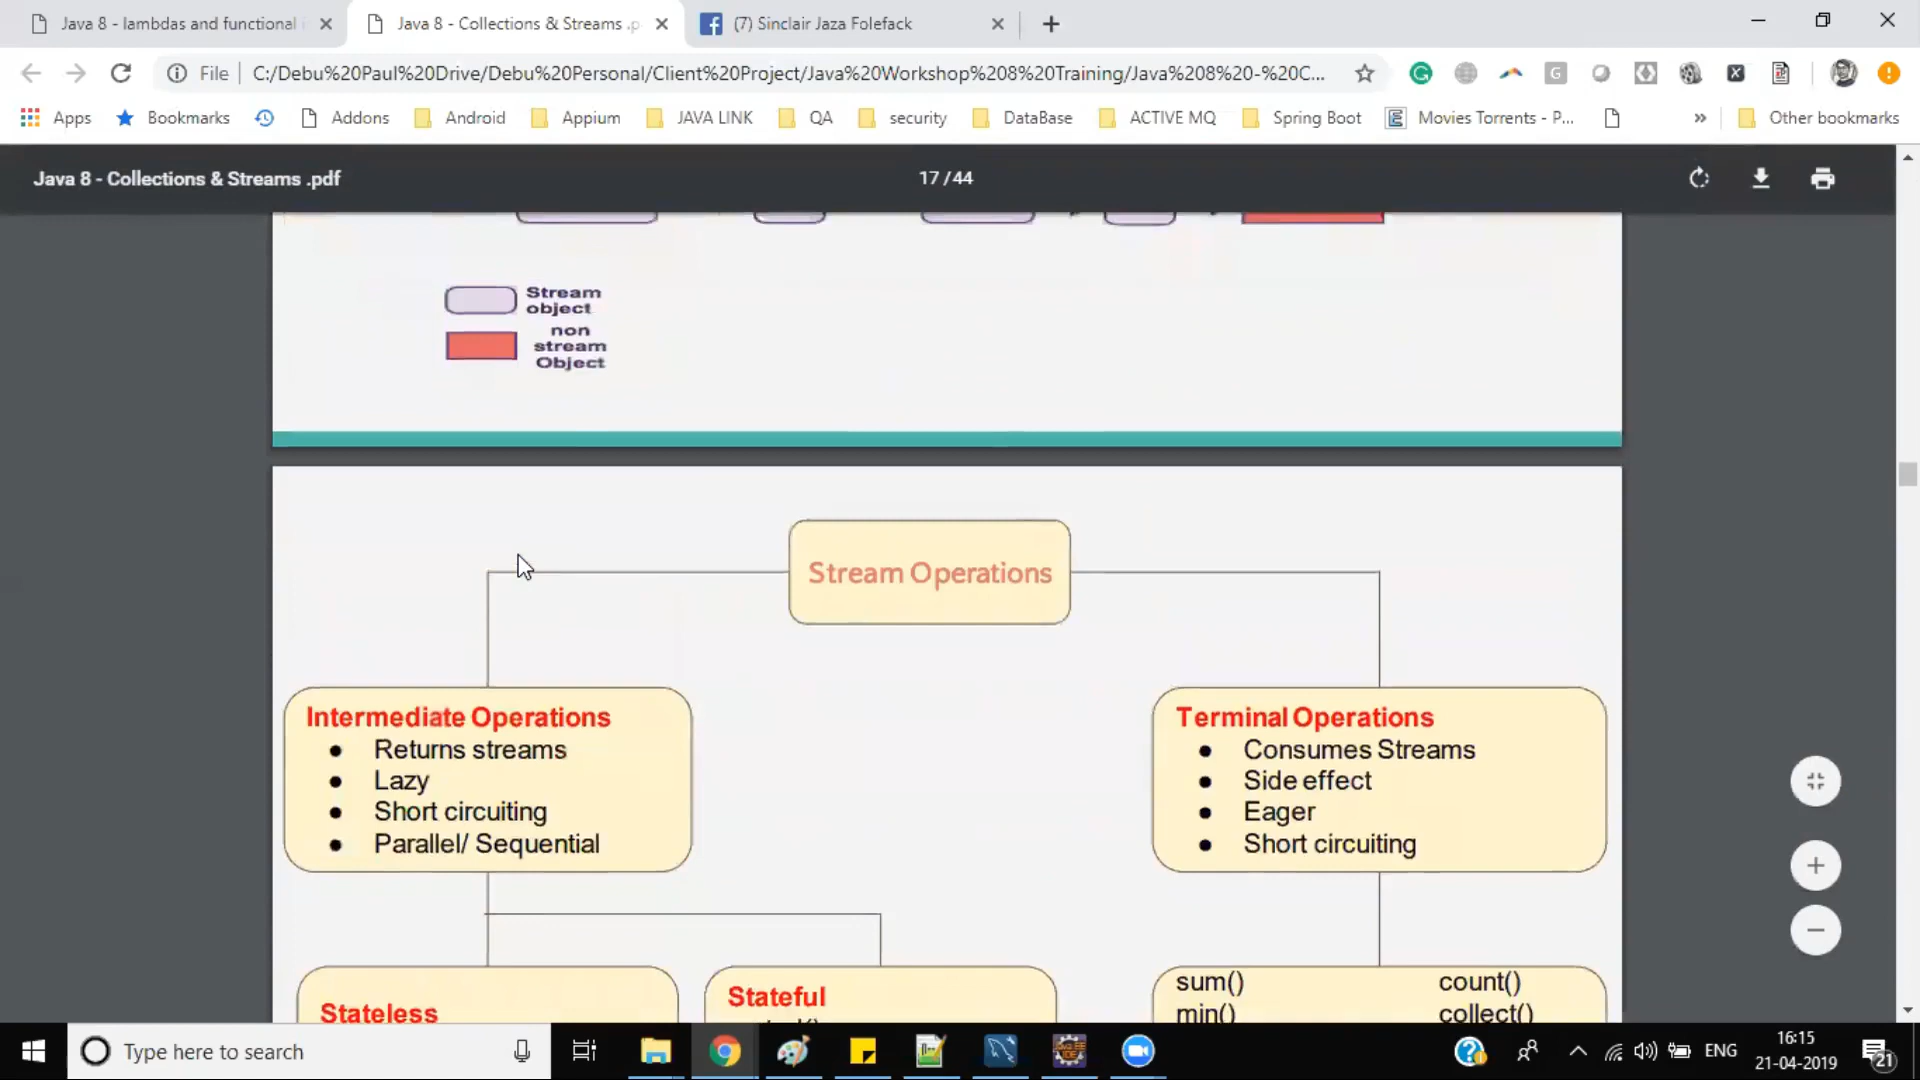 Java 8 - lambdas and functional
Java 8 - Collections & Streams .p
(7) Sinclair Jaza Folefack
File
C:/Debu%20Paul%20Drive/Debu%20Personal/Client%20Project/Java%20Workshop%208%20Training/Java%208%20-%20C...
Apps
Bookmarks
Addons
Android
Appium
JAVA LINK
QA
security
DataBase
ACTIVE MQ
Spring Boot
Movies Torrents - P...
»
Other bookmarks
Java 8 - Collections & Streams .pdf
17 / 44
Stream
object
non
stream
Object
Stream Operations
Intermediate Operations
● Returns streams
● Lazy
● Short circuiting
● Parallel/ Sequential
Terminal Operations
● Consumes Streams
● Side effect
● Eager
● Short circuiting
Stateless
Stateful
sum() count()
min() collect()
Type here to search
ENG
16:15
21-04-2019
21